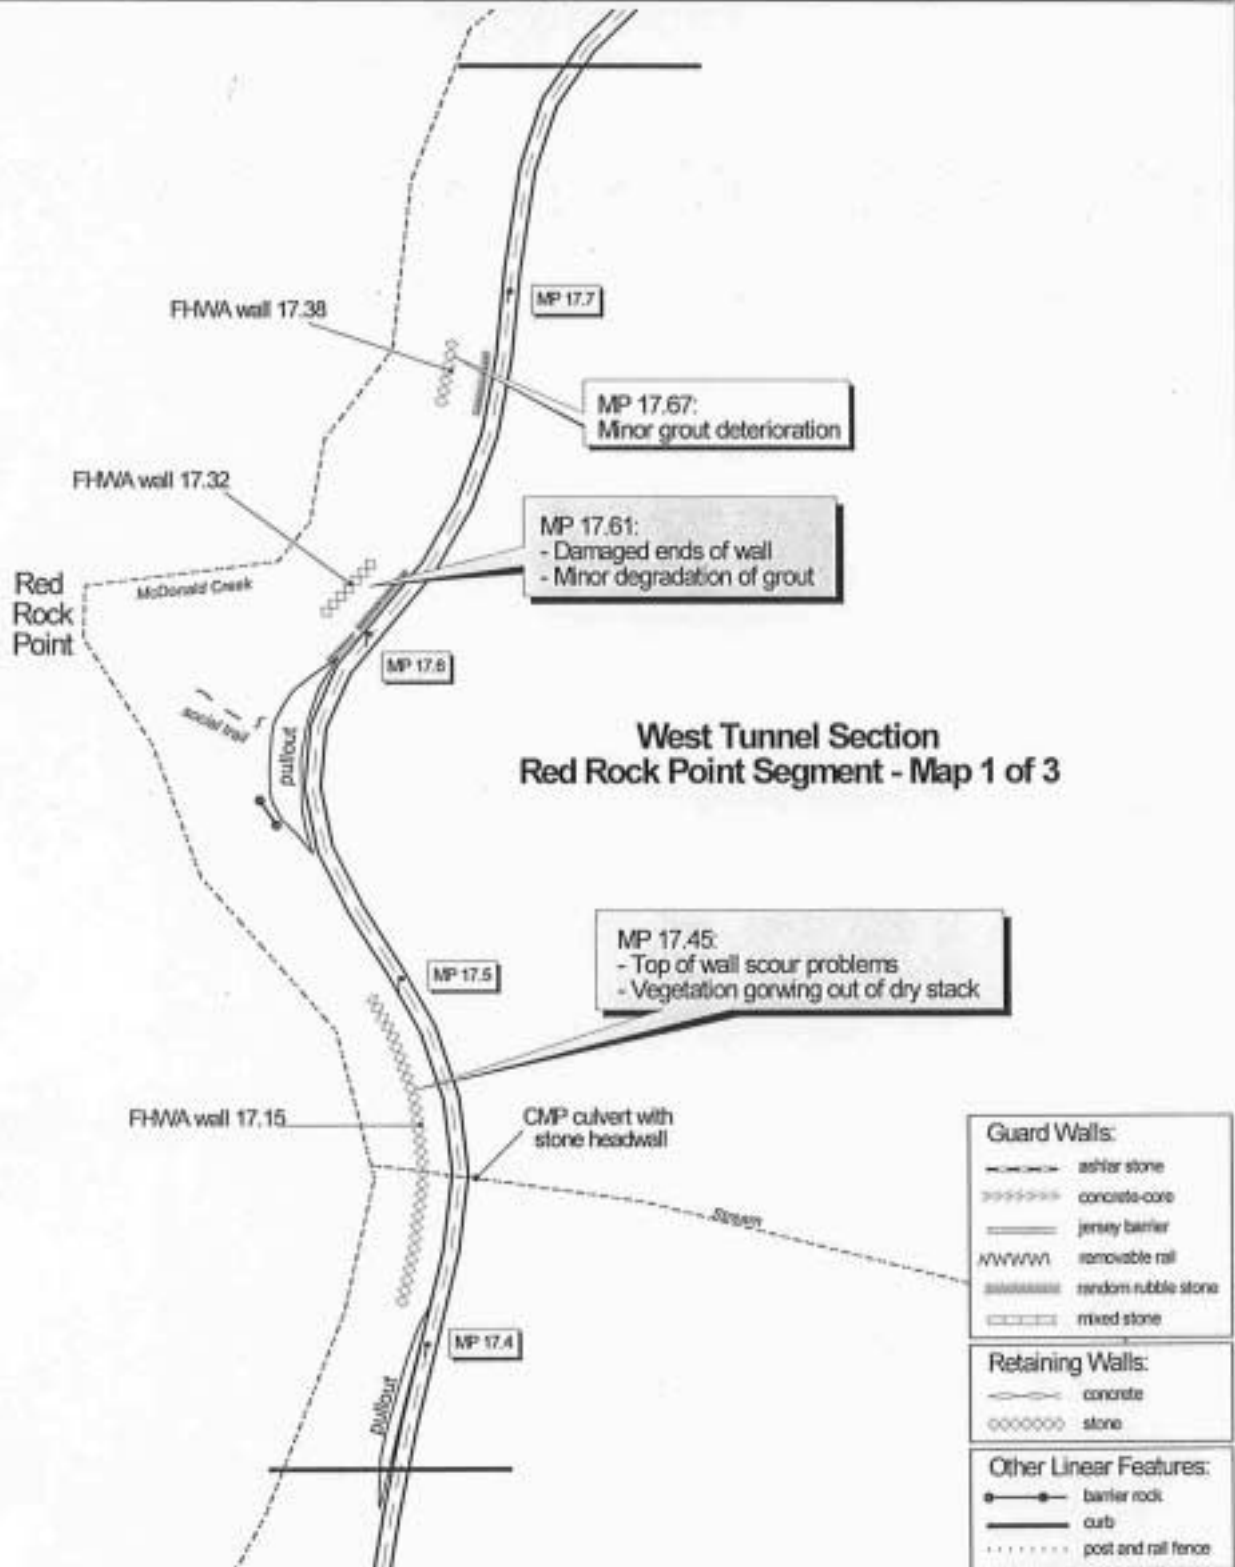 MP 17.7
FHWA wall 17.38
MP 17.67:
Minor grout deterioration
FHWA wall 17.32
MP 17.61:
- Damaged ends of wall
- Minor degradation of grout
Red
Rock
Point
McDonald Creek
MP 17.6
social trail
pullout
West Tunnel Section
Red Rock Point Segment - Map 1 of 3
MP 17.45:
- Top of wall scour problems
- Vegetation gorwing out of dry stack
MP 17.5
FHWA wall 17.15
CMP culvert with
stone headwall
Stream
MP 17.4
pullout
Guard Walls:
ashlar stone
concrete-core
jersey barrier
removable rail
random rubble stone
mixed stone
Retaining Walls:
concrete
stone
Other Linear Features:
barrier rock
curb
post and rail fence